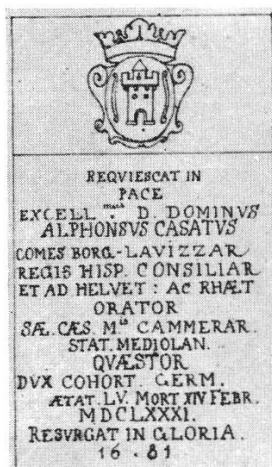 REQVIESCAT IN
PACE
EXCELL.mus D. DOMINVS
ALPHONSVS CASATVS
COMES BORG-LAVIZZAR
REGIS HISP. CONSILIAR
ET AD HELVET : AC RHÆT
ORATOR
SÆ. CÆS. Mtis CAMMERAR.
STAT. MEDIOLAN.
QVÆSTOR
DVX COHORT. GERM.
ÆTAT. LV. MORT XIV FEBR.
MDCLXXXI.
RESVRGAT IN GLORIA.
16.81